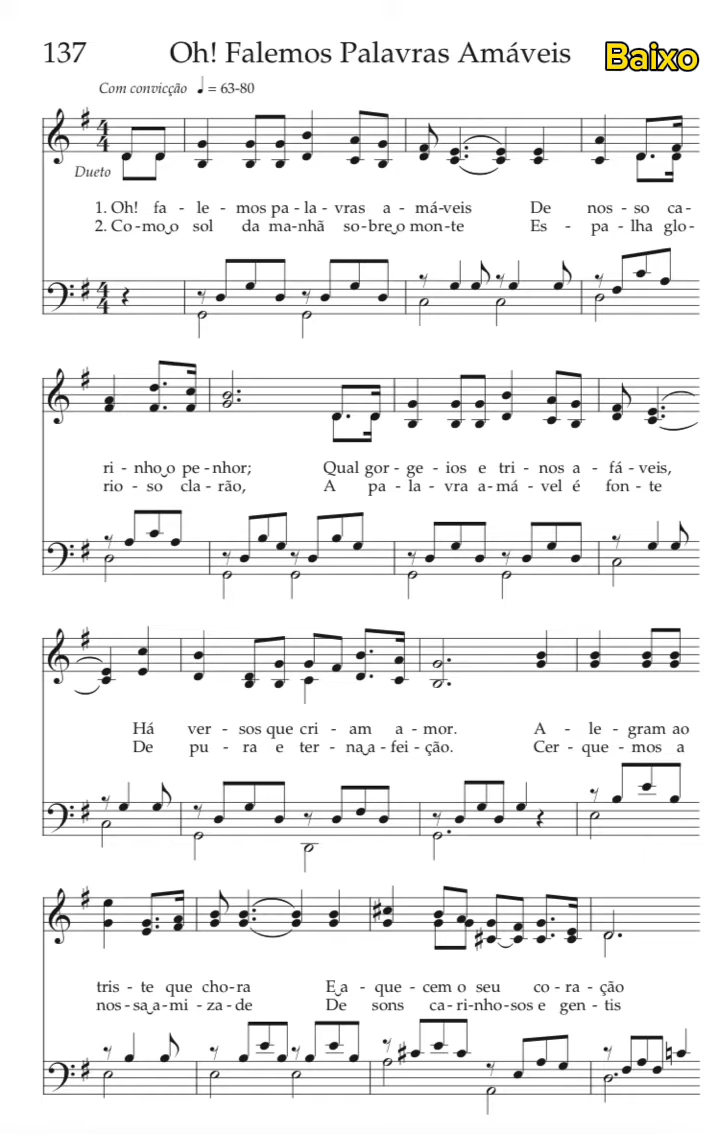 137 Oh! Falemos Palavras Amáveis Baixo
Com convicção ♩ = 63-80
Dueto
1. Oh! fa - le - mos pa - la - vras a - má-veis De nos - so ca -
2. Co-mo‿o sol da ma-nhã so-bre‿o mon-te Es - pa - lha glo-
ri - nho‿o pe - nhor; Qual gor - ge - ios e tri - nos a - fá - veis,
rio - so cla - rão, A pa - la - vra a-má - vel é fon - te
Há ver - sos que cri - am a - mor. A - le - gram ao
De pu - ra e ter - na‿a - fei - ção. Cer - que - mos a
tris - te que cho-ra E‿a - que - cem o seu co - ra - ção
nos-sa‿a-mi - za - de De sons ca-ri-nho-sos e gen - tis